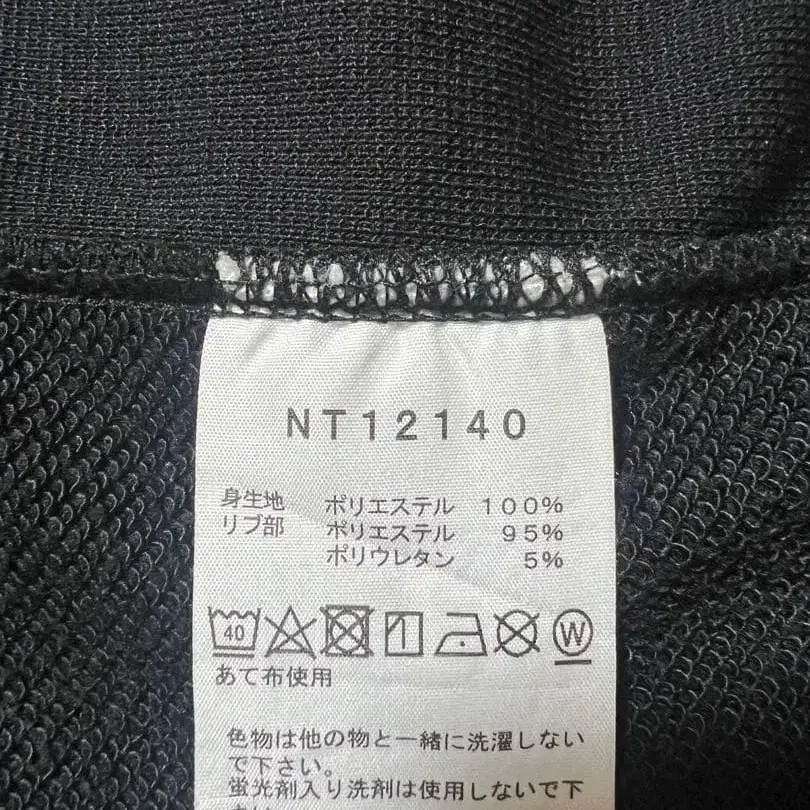 NT12140
身生地 ポリエステル 100%
リブ部 ポリエステル 95%
ポリウレタン 5%
40 W
あて布使用
色物は他の物と一緒に洗濯しない
で下さい。
蛍光剤入り洗剤は使用しないで下
さい。